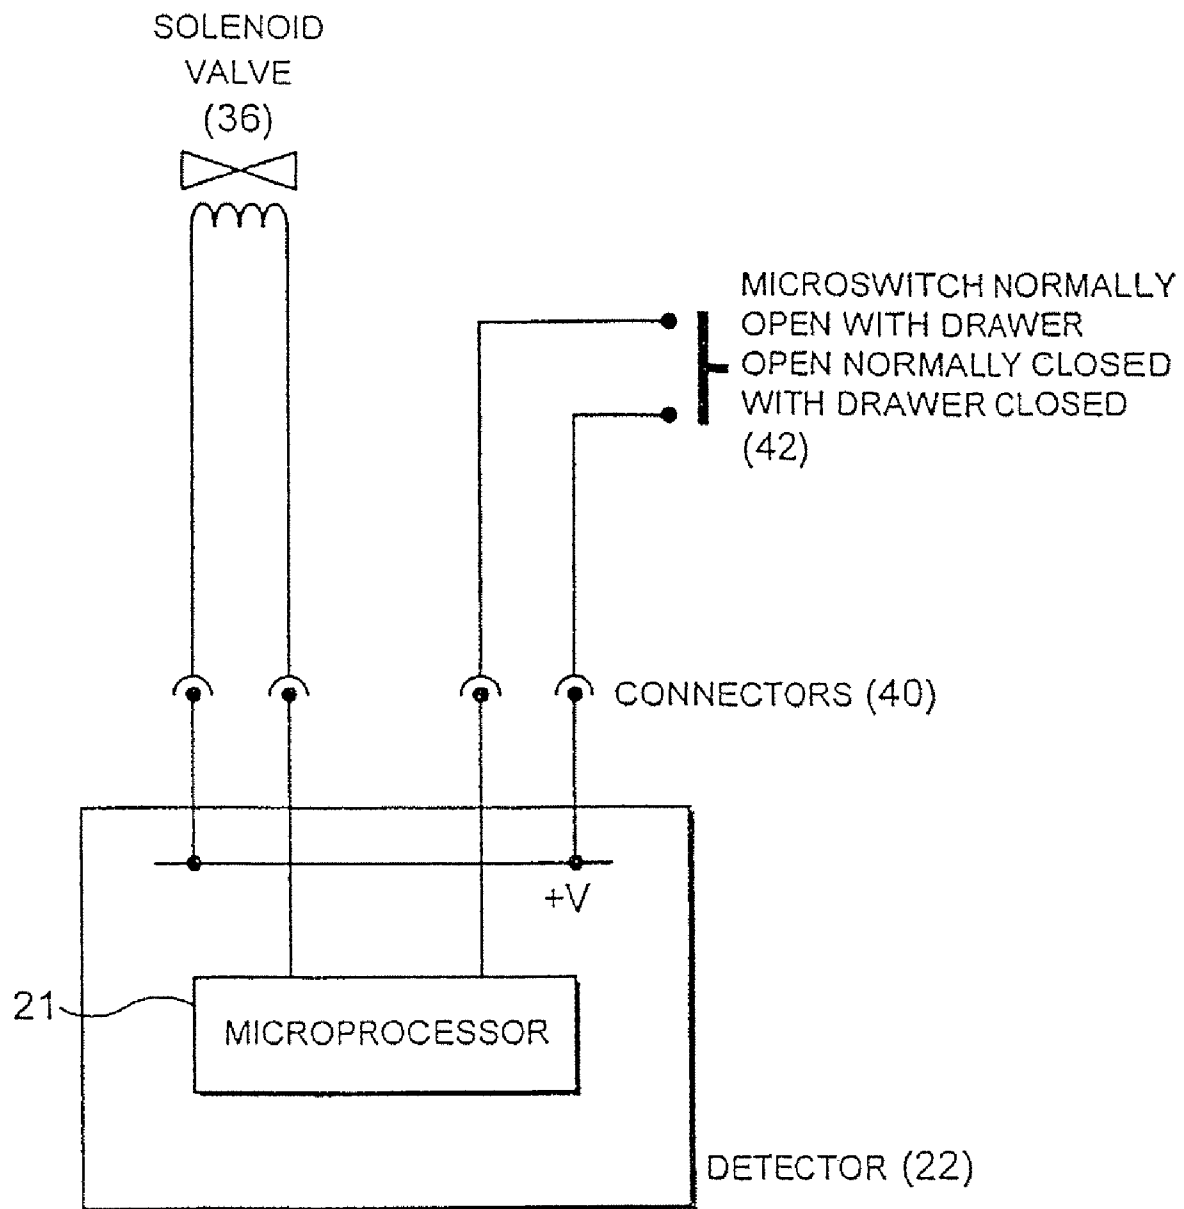 SOLENOID
VALVE
(36)
MICROSWITCH NORMALLY
OPEN WITH DRAWER
OPEN NORMALLY CLOSED
WITH DRAWER CLOSED
(42)
CONNECTORS (40)
+V
21
MICROPROCESSOR
DETECTOR (22)